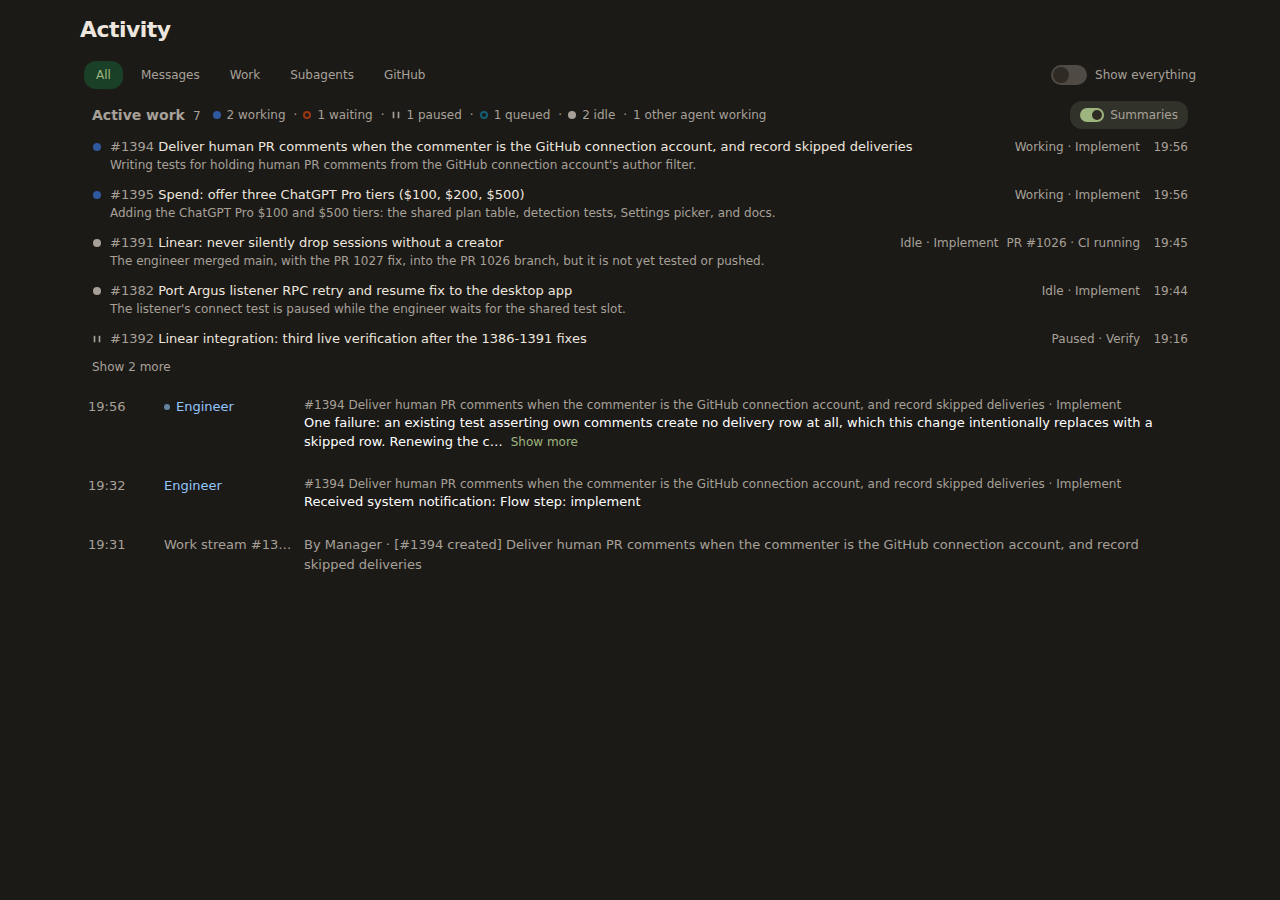 Activity
All Messages Work Subagents GitHub Show everything
Active work 7 2 working · 1 waiting · 1 paused · 1 queued · 2 idle · 1 other agent working Summaries
#1394 Deliver human PR comments when the commenter is the GitHub connection account, and record skipped deliveries Working · Implement 19:56
Writing tests for holding human PR comments from the GitHub connection account's author filter.
#1395 Spend: offer three ChatGPT Pro tiers ($100, $200, $500) Working · Implement 19:56
Adding the ChatGPT Pro $100 and $500 tiers: the shared plan table, detection tests, Settings picker, and docs.
#1391 Linear: never silently drop sessions without a creator Idle · Implement PR #1026 · CI running 19:45
The engineer merged main, with the PR 1027 fix, into the PR 1026 branch, but it is not yet tested or pushed.
#1382 Port Argus listener RPC retry and resume fix to the desktop app Idle · Implement 19:44
The listener's connect test is paused while the engineer waits for the shared test slot.
#1392 Linear integration: third live verification after the 1386-1391 fixes Paused · Verify 19:16
Show 2 more
19:56 Engineer #1394 Deliver human PR comments when the commenter is the GitHub connection account, and record skipped deliveries · Implement
One failure: an existing test asserting own comments create no delivery row at all, which this change intentionally replaces with a
skipped row. Renewing the c… Show more
19:32 Engineer #1394 Deliver human PR comments when the commenter is the GitHub connection account, and record skipped deliveries · Implement
Received system notification: Flow step: implement
19:31 Work stream #13… By Manager · [#1394 created] Deliver human PR comments when the commenter is the GitHub connection account, and record
skipped deliveries